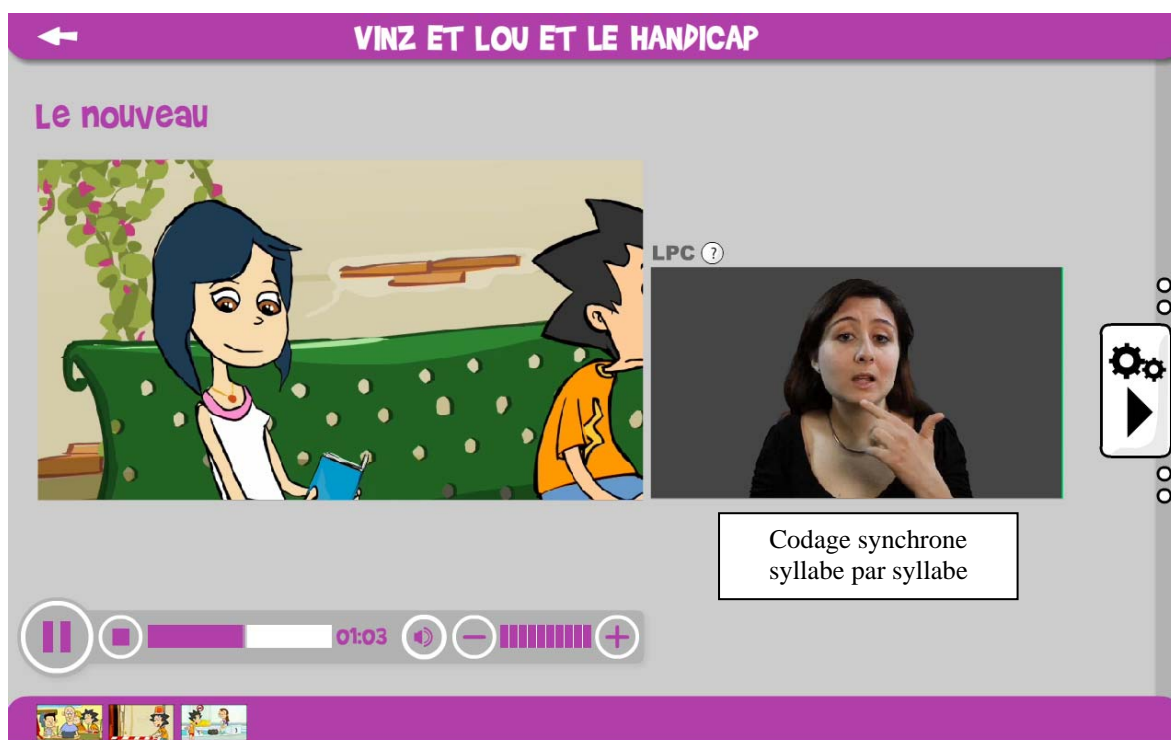 VINZ ET LOU ET LE HANDICAP
Le nouveau
LPC ?
Codage synchrone
syllabe par syllabe
01:03